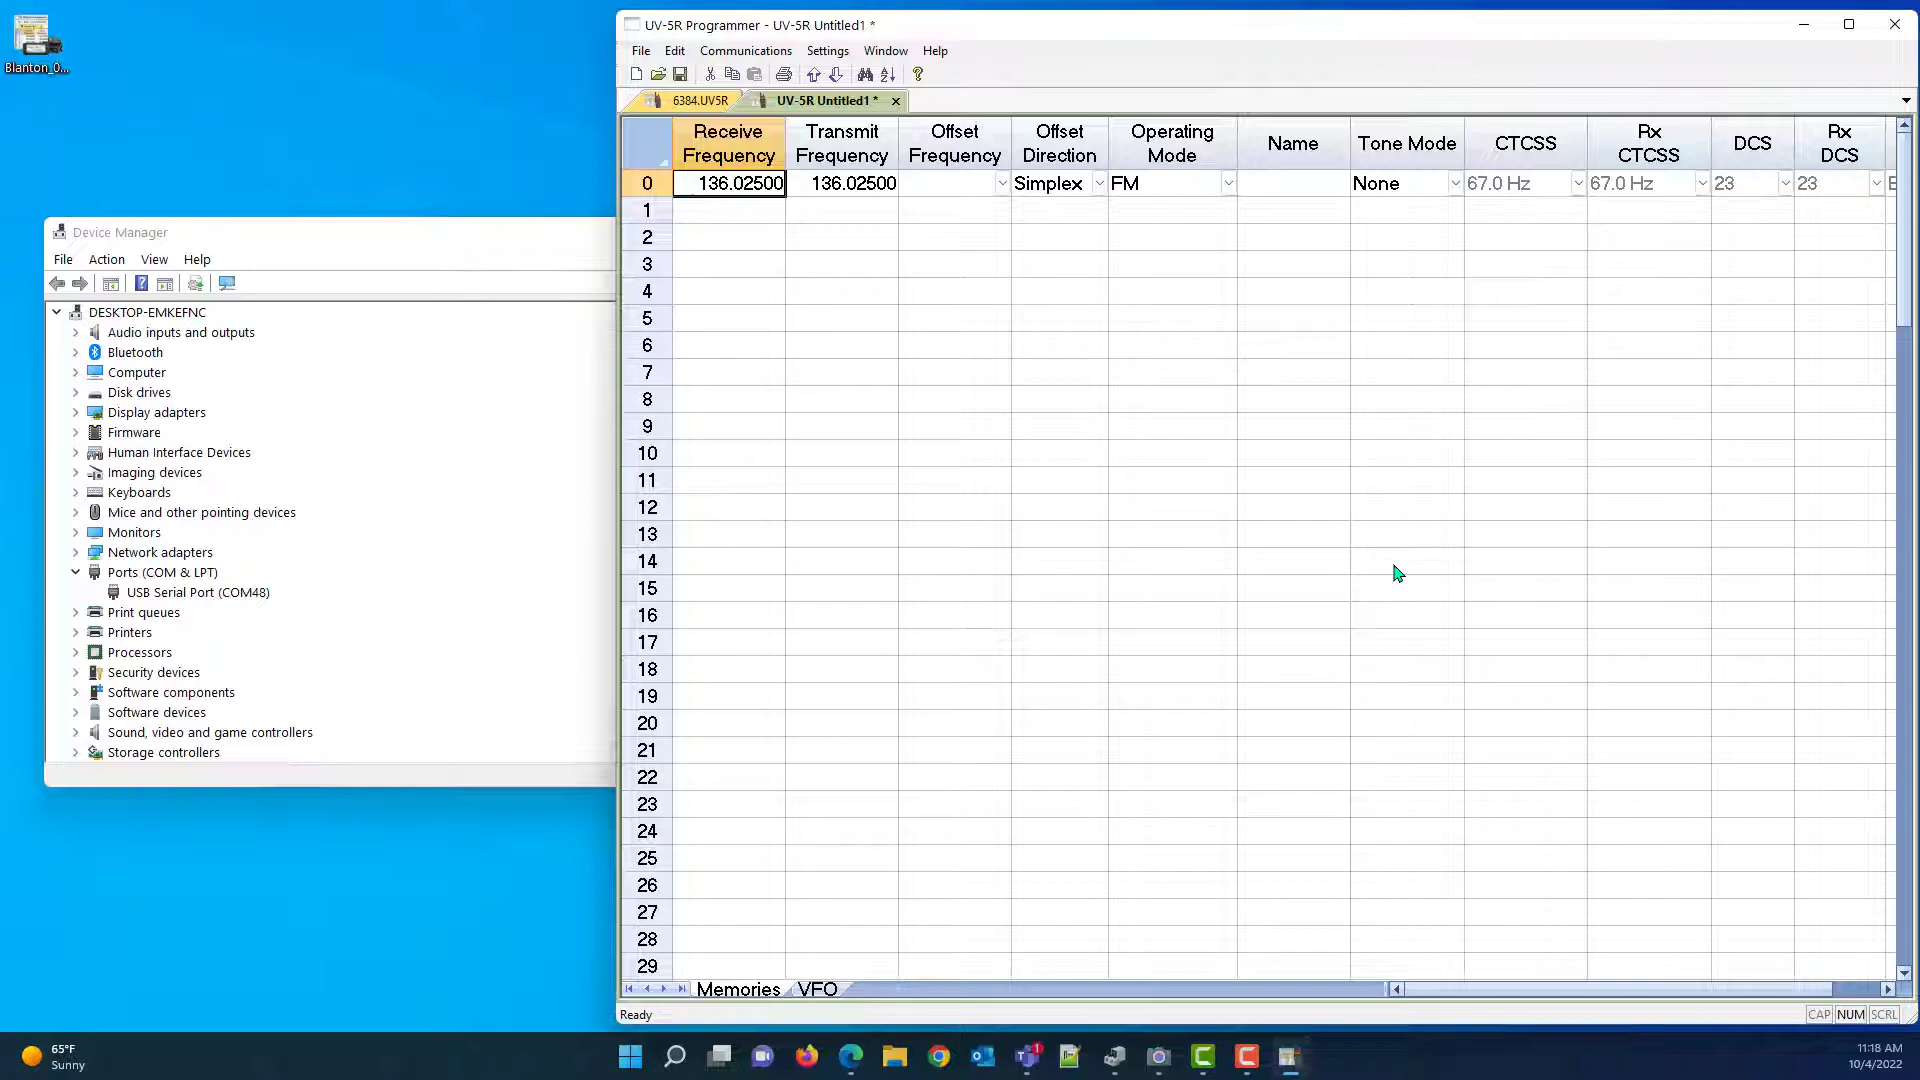 Blanton_0...
UV-5R Programmer - UV-5R Untitled1 *
File Edit Communications Settings Window Help
6384.UV5R UV-5R Untitled1 *
Receive Frequency Transmit Frequency Offset Frequency Offset Direction Operating Mode Name Tone Mode CTCSS Rx CTCSS DCS Rx DCS
0 136.02500 136.02500 Simplex FM None 67.0 Hz 67.0 Hz 23 23
1
2
3
4
5
6
7
8
9
10
11
12
13
14
15
16
17
18
19
20
21
22
23
24
25
26
27
28
29
Memories VFO
Ready CAP NUM SCRL
Device Manager
File Action View Help
DESKTOP-EMKEFNC
Audio inputs and outputs
Bluetooth
Computer
Disk drives
Display adapters
Firmware
Human Interface Devices
Imaging devices
Keyboards
Mice and other pointing devices
Monitors
Network adapters
Ports (COM & LPT)
USB Serial Port (COM48)
Print queues
Printers
Processors
Security devices
Software components
Software devices
Sound, video and game controllers
Storage controllers
65°F
Sunny
11:18 AM
10/4/2022